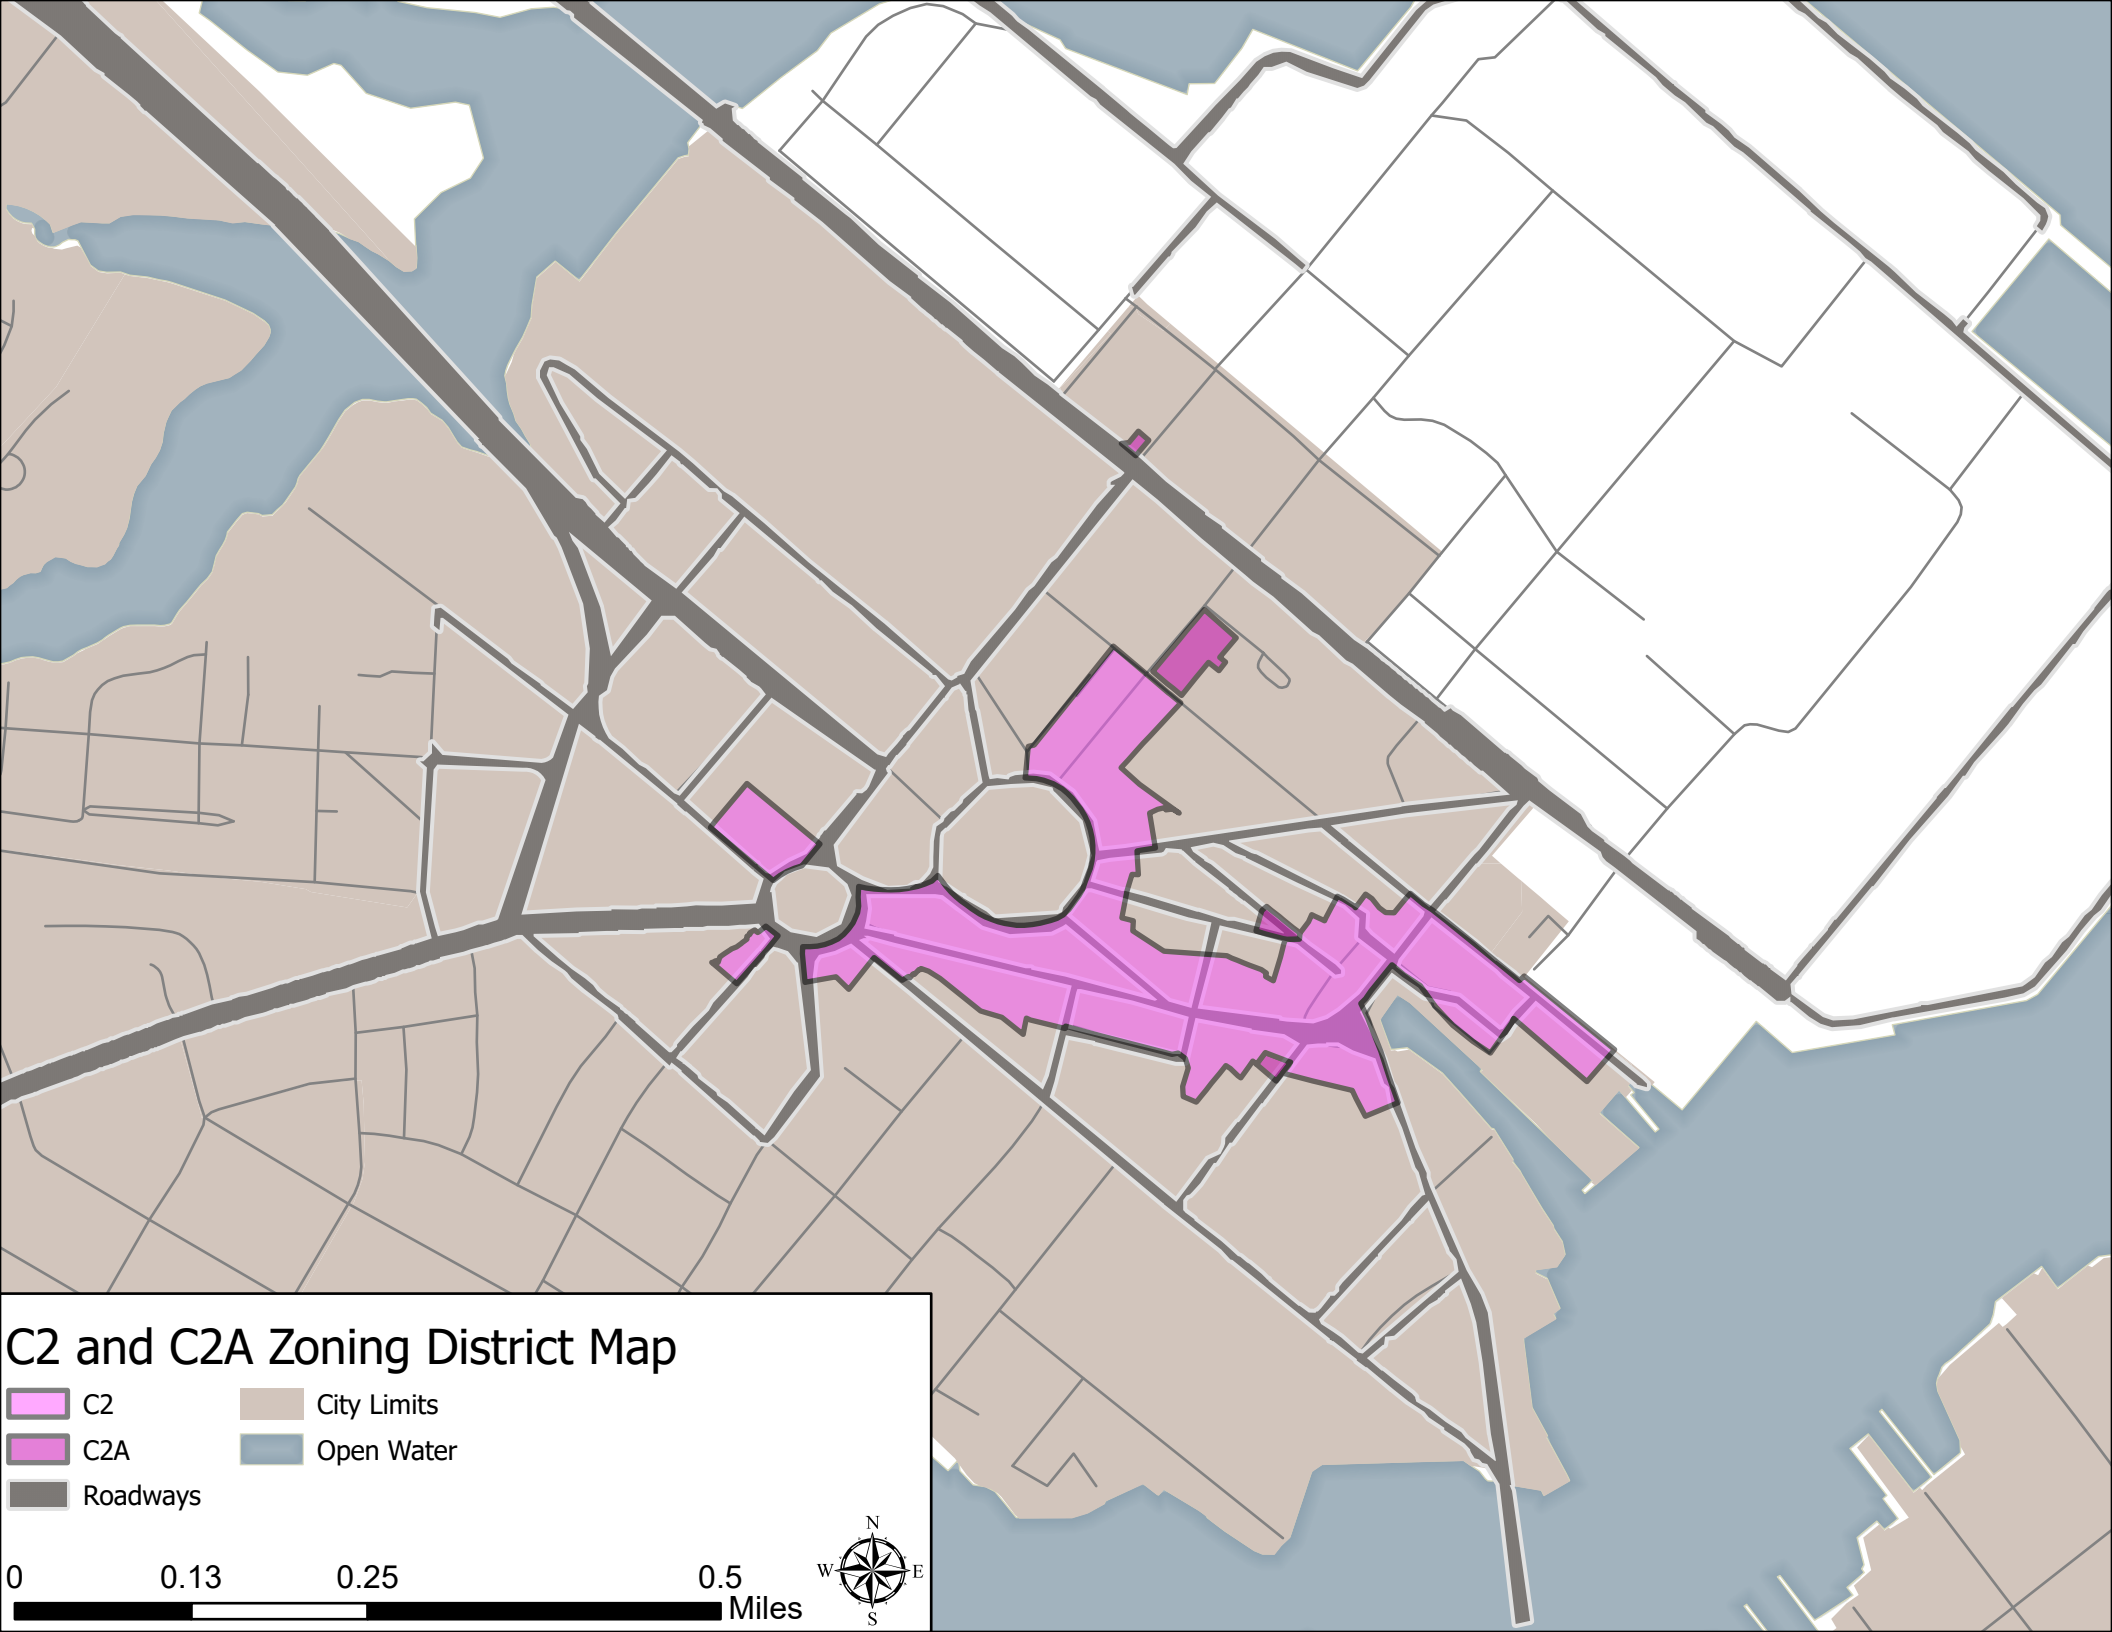 C2 and C2A Zoning District Map
C2
City Limits
C2A
Open Water
Roadways
N
W E
S
0 0.13 0.25 0.5
Miles